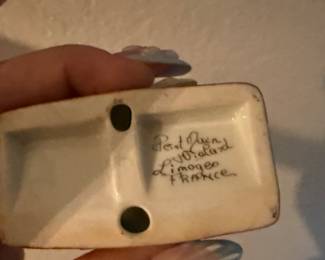 Peint Main
Limoges
FRANCE